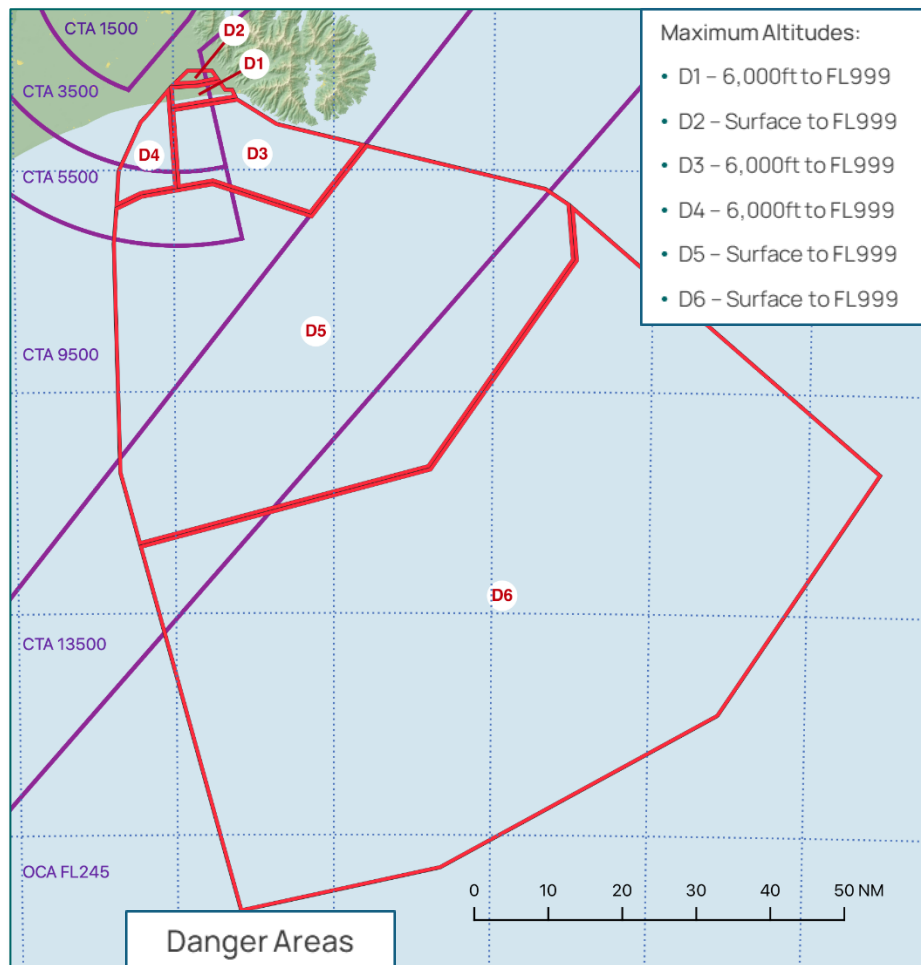 CTA 1500
D2
D1
CTA 3500
D4
D3
CTA 5500
D5
CTA 9500
D6
CTA 13500
OCA FL245
Maximum Altitudes:
• D1 – 6,000ft to FL999
• D2 – Surface to FL999
• D3 – 6,000ft to FL999
• D4 – 6,000ft to FL999
• D5 – Surface to FL999
• D6 – Surface to FL999
0 10 20 30 40 50 NM
Danger Areas